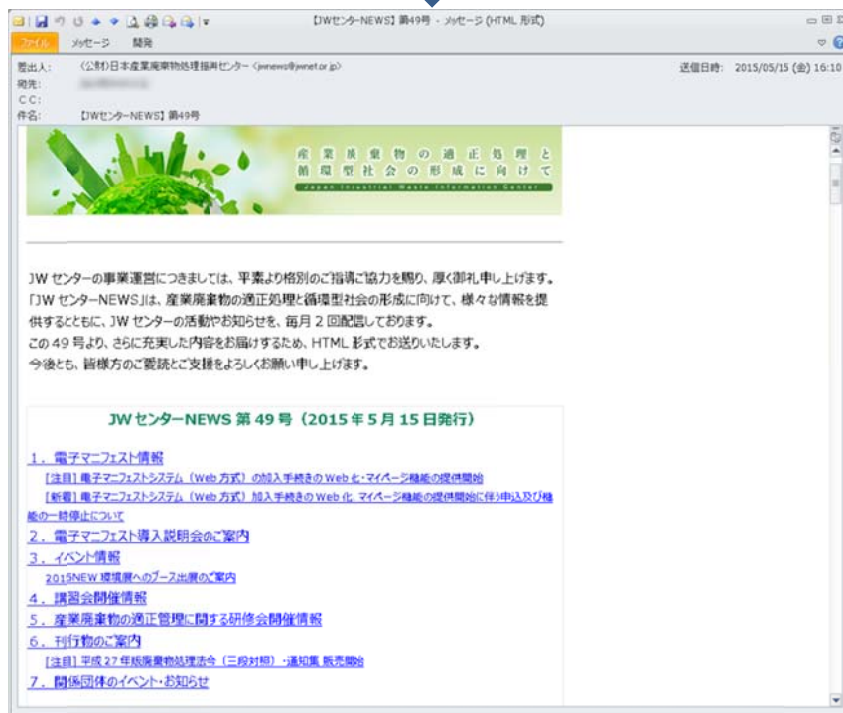 【JWセンターNEWS】 第49号 - メッセージ (HTML 形式)
ファイル メッセージ 開発
差出人: (公財)日本産業廃棄物処理振興センター <jwnews@jwnet.or.jp> 送信日時: 2015/05/15 (金) 16:10
宛先:
CC:
件名: 【JWセンターNEWS】 第49号
産業廃棄物の適正処理と
循環型社会の形成に向けて
Japan Industrial Waste Information Center
JW センターの事業運営につきましては、平素より格別のご指導ご協力を賜り、厚く御礼申し上げます。
「JW センターNEWS」は、産業廃棄物の適正処理と循環型社会の形成に向けて、様々な情報を提
供するとともに、JW センターの活動やお知らせを、毎月 2 回配信しております。
この 49 号より、さらに充実した内容をお届けするため、HTML 形式でお送りいたします。
今後とも、皆様方のご愛読とご支援をよろしくお願い申し上げます。
JW センターNEWS 第 49 号（2015 年 5 月 15 日発行）
1．電子マニフェスト情報
［注目］電子マニフェストシステム（Web 方式）の加入手続きの Web 化・マイページ機能の提供開始
［新着］電子マニフェストシステム（Web 方式）加入手続きの Web 化、マイページ機能の提供開始に伴う申込及び機
能の一時停止について
2．電子マニフェスト導入説明会のご案内
3．イベント情報
2015NEW 環境展へのブース出展のご案内
4．講習会開催情報
5．産業廃棄物の適正管理に関する研修会開催情報
6．刊行物のご案内
［注目］平成 27 年版廃棄物処理法令（三段対照）・通知集 販売開始
7．関係団体のイベント・お知らせ